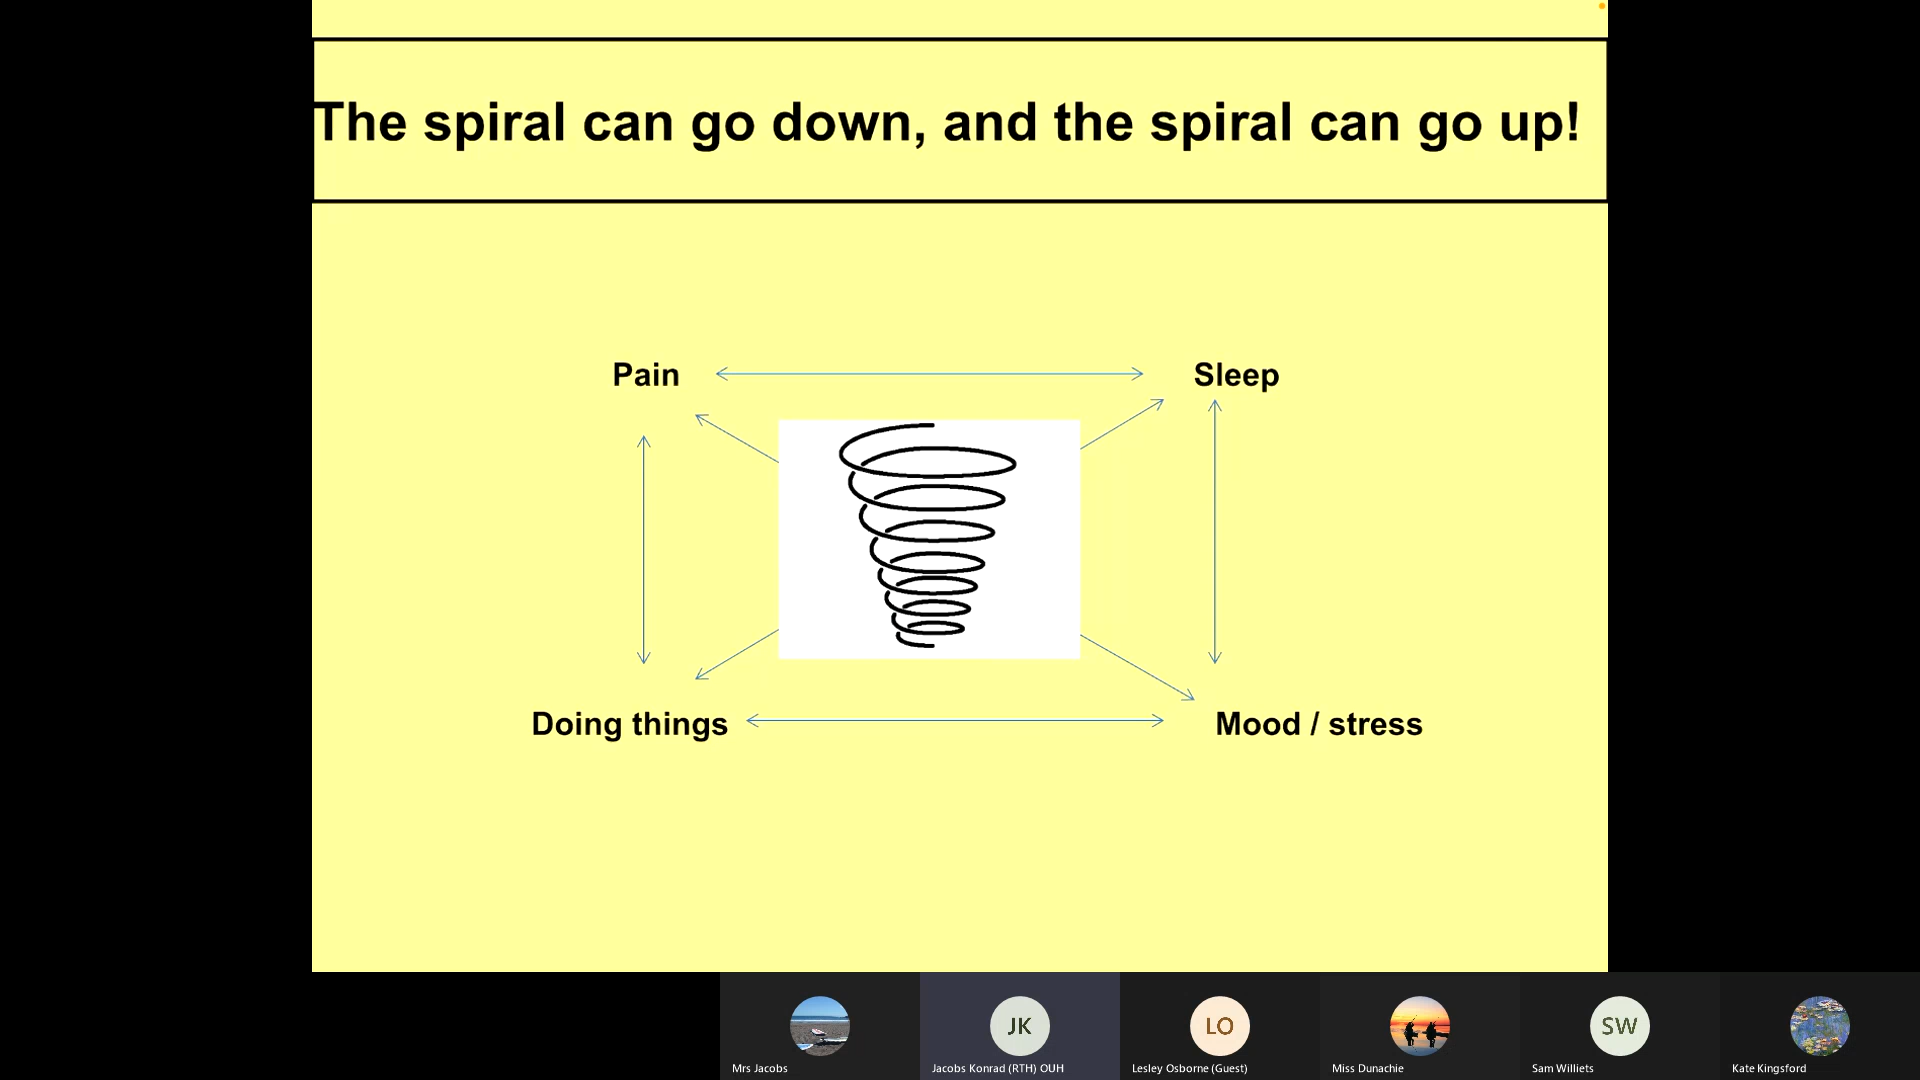 The spiral can go down, and the spiral can go up!
Pain
Sleep
Doing things
Mood / stress
JK
LO
SW
Mrs Jacobs
Jacobs Konrad (RTH) OUH
Lesley Osborne (Guest)
Miss Dunachie
Sam Williets
Kate Kingsford